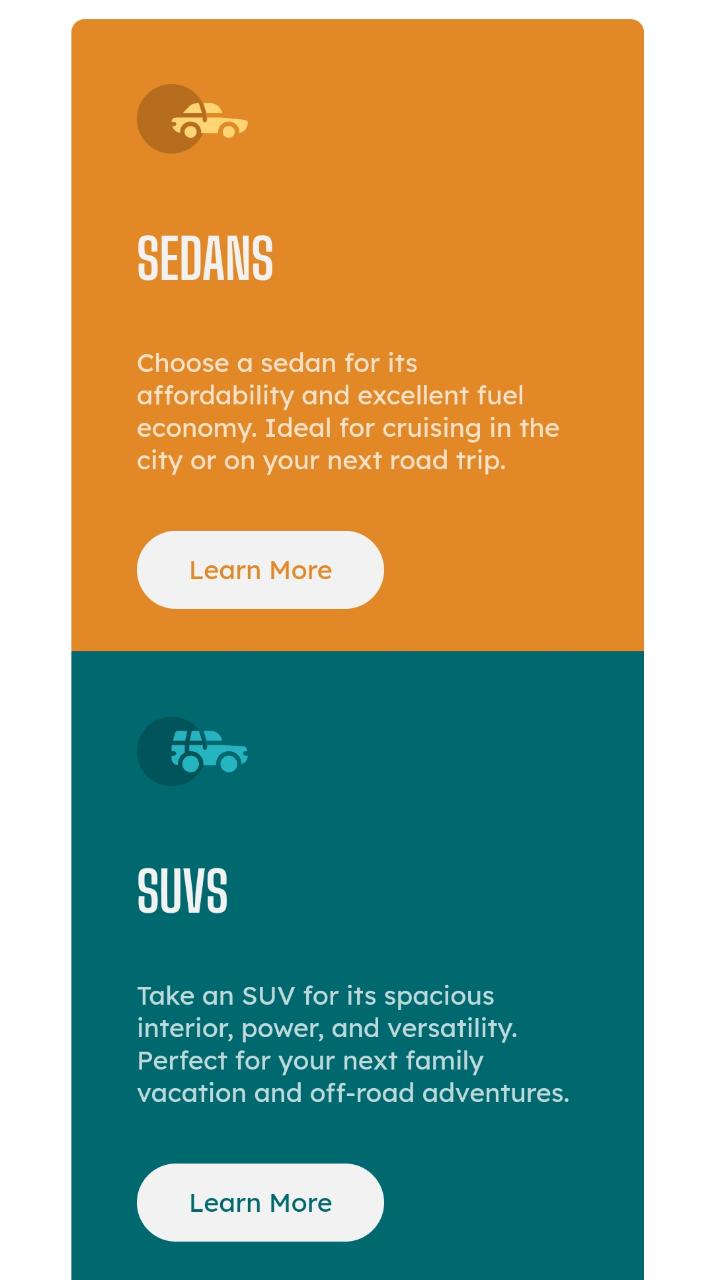 SEDANS
Choose a sedan for its
affordability and excellent fuel
economy. Ideal for cruising in the
city or on your next road trip.
Learn More
SUVS
Take an SUV for its spacious
interior, power, and versatility.
Perfect for your next family
vacation and off-road adventures.
Learn More